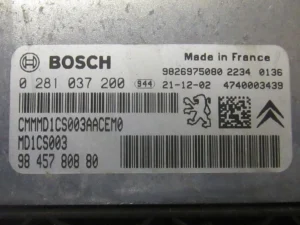 BOSCH
Made in France
9826975080 2234 0136
0 281 037 200 S44 21-12-02 4740003439
CMMMD1CS003AACEM0
MD1CS003
98 457 808 80